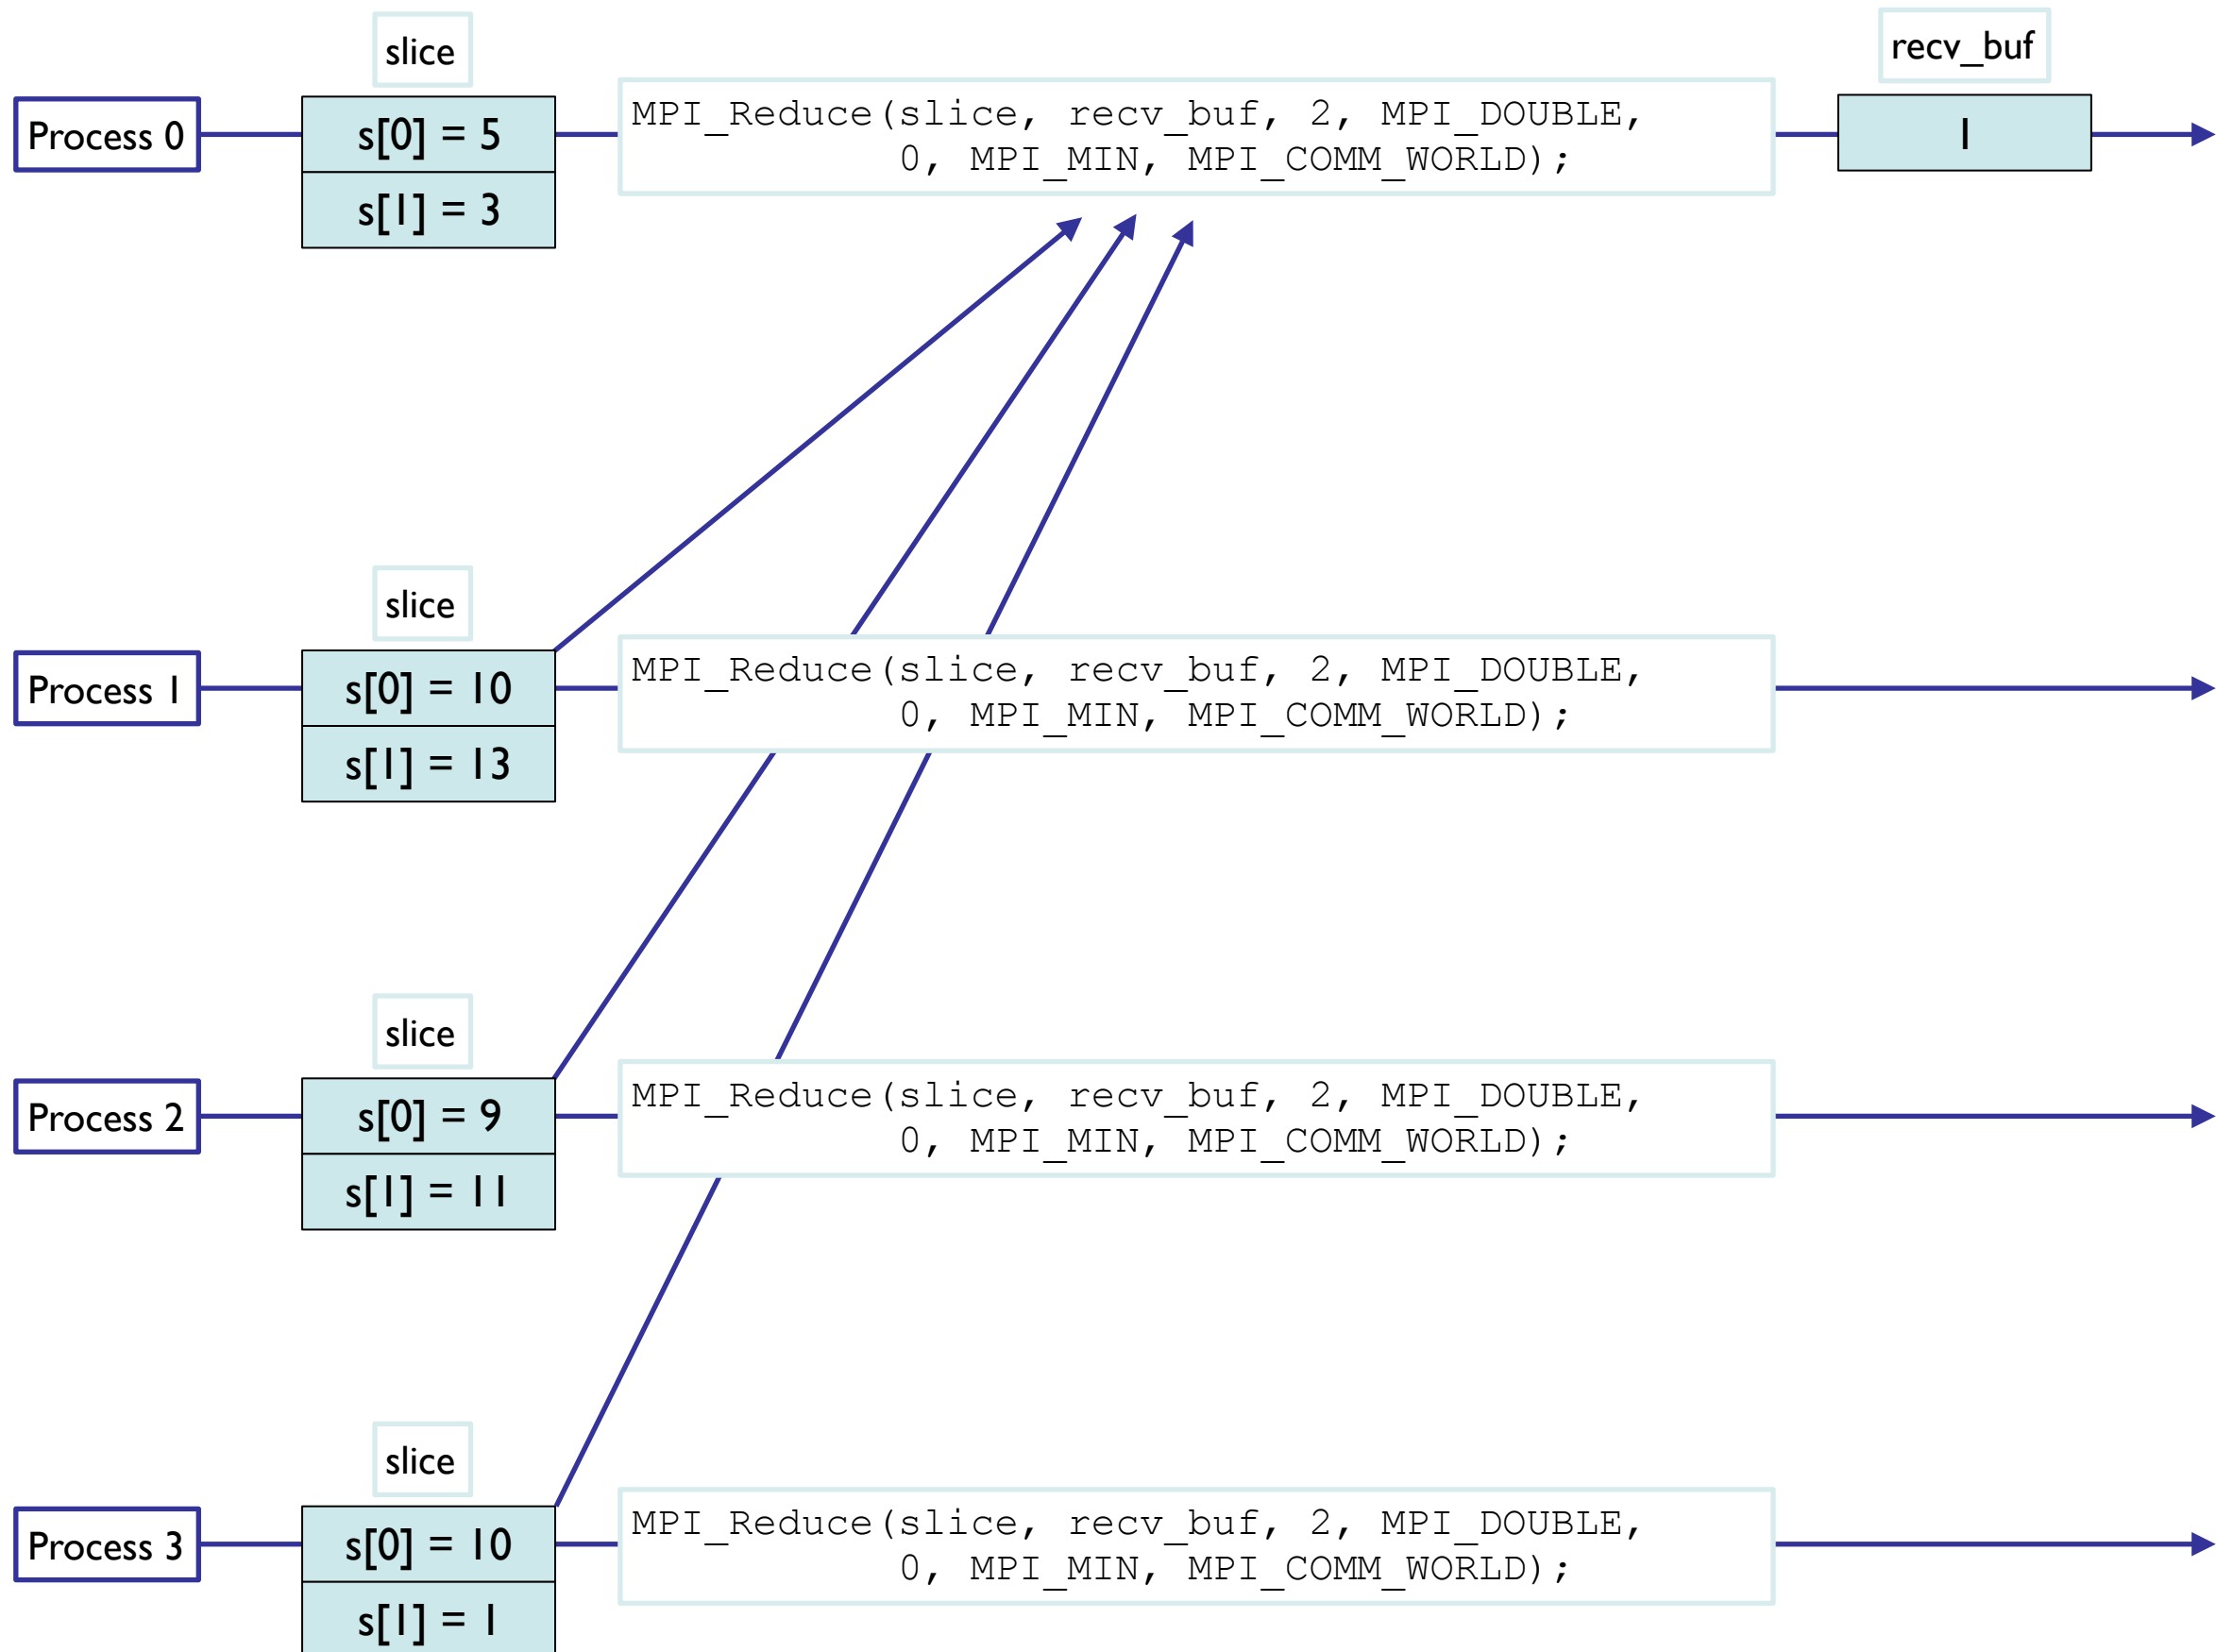 slice
recv_buf
Process 0
s[0] = 5
MPI_Reduce(slice, recv_buf, 2, MPI_DOUBLE,
0, MPI_MIN, MPI_COMM_WORLD);
1
s[1] = 3
slice
Process 1
s[0] = 10
MPI_Reduce(slice, recv_buf, 2, MPI_DOUBLE,
0, MPI_MIN, MPI_COMM_WORLD);
s[1] = 13
slice
Process 2
s[0] = 9
MPI_Reduce(slice, recv_buf, 2, MPI_DOUBLE,
0, MPI_MIN, MPI_COMM_WORLD);
s[1] = 11
slice
Process 3
s[0] = 10
MPI_Reduce(slice, recv_buf, 2, MPI_DOUBLE,
0, MPI_MIN, MPI_COMM_WORLD);
s[1] = 1